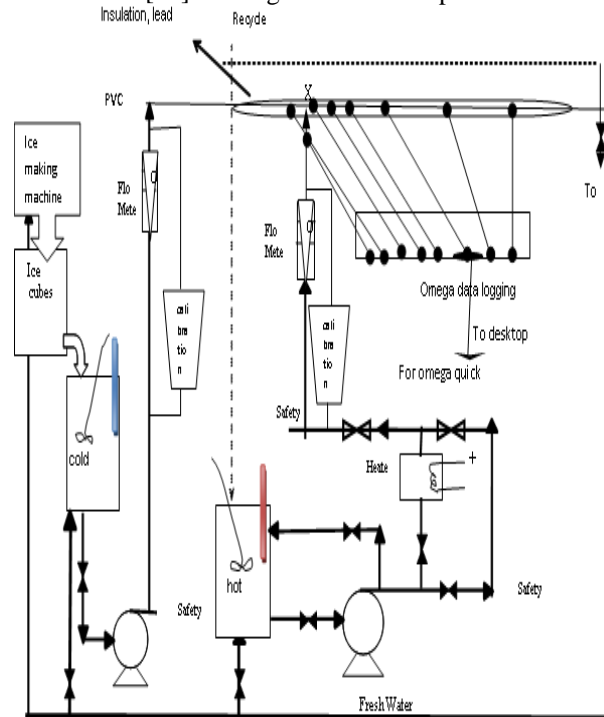 Insulation, lead
Recycle
PVC
X
Ice
making
machine
Flo
Mete
To
Ice
cubes
Flo
Mete
cali
bra
tio
n
cali
bra
tio
n
Omega data logging
To desktop
For omega quick
Safety
cold
Heate
+
hot
Safety
Safety
Fresh Water